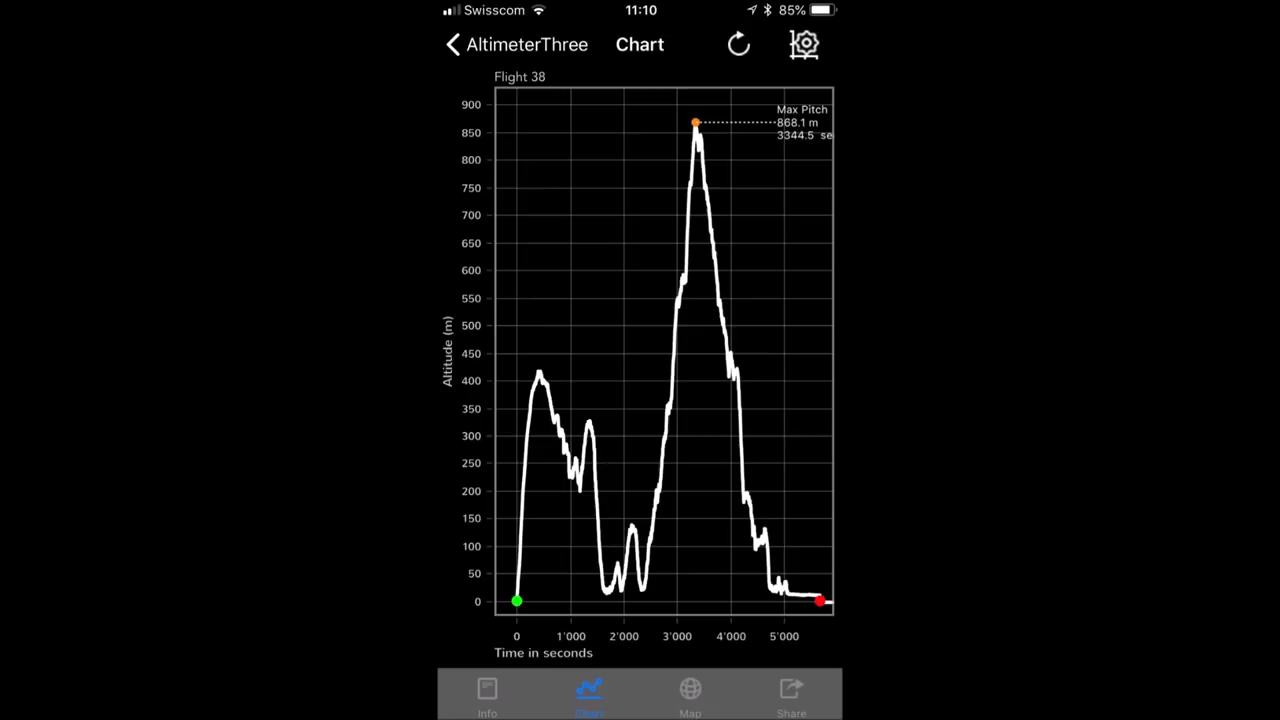 Swisscom 11:10 85%
AltimeterThree Chart
Flight 38
Max Pitch
868.1 m
3344.5 se
900
850
800
750
700
650
600
550
500
450
400
350
300
250
200
150
100
50
0
Altitude (m)
0 1'000 2'000 3'000 4'000 5'000
Time in seconds
Info Chart Map Share